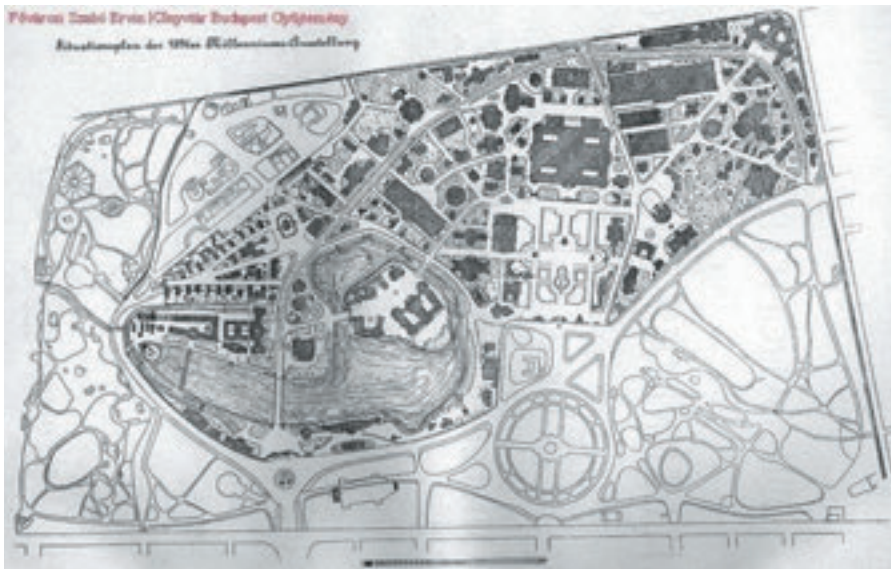 Fővárosi Szabó Ervin Könyvtár Budapest Gyűjtemény
Situationsplan der 1896er Millenniums-Ausstellung